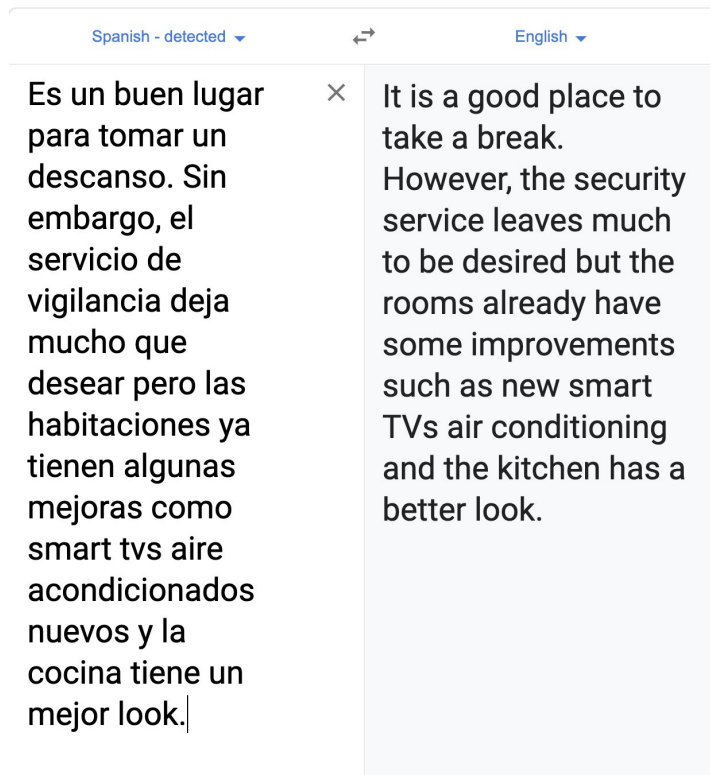 Spanish - detected
English
Es un buen lugar
para tomar un
descanso. Sin
embargo, el
servicio de
vigilancia deja
mucho que
desear pero las
habitaciones ya
tienen algunas
mejoras como
smart tvs aire
acondicionados
nuevos y la
cocina tiene un
mejor look.
It is a good place to
take a break.
However, the security
service leaves much
to be desired but the
rooms already have
some improvements
such as new smart
TVs air conditioning
and the kitchen has a
better look.